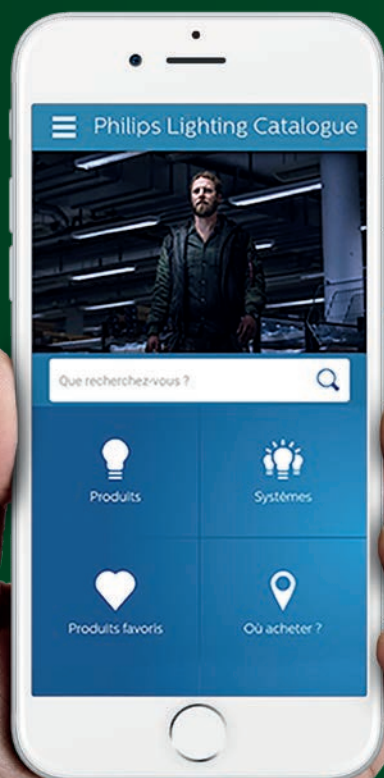 Philips Lighting Catalogue
Que recherchez-vous ?
Produits
Systèmes
Produits favoris
Où acheter ?